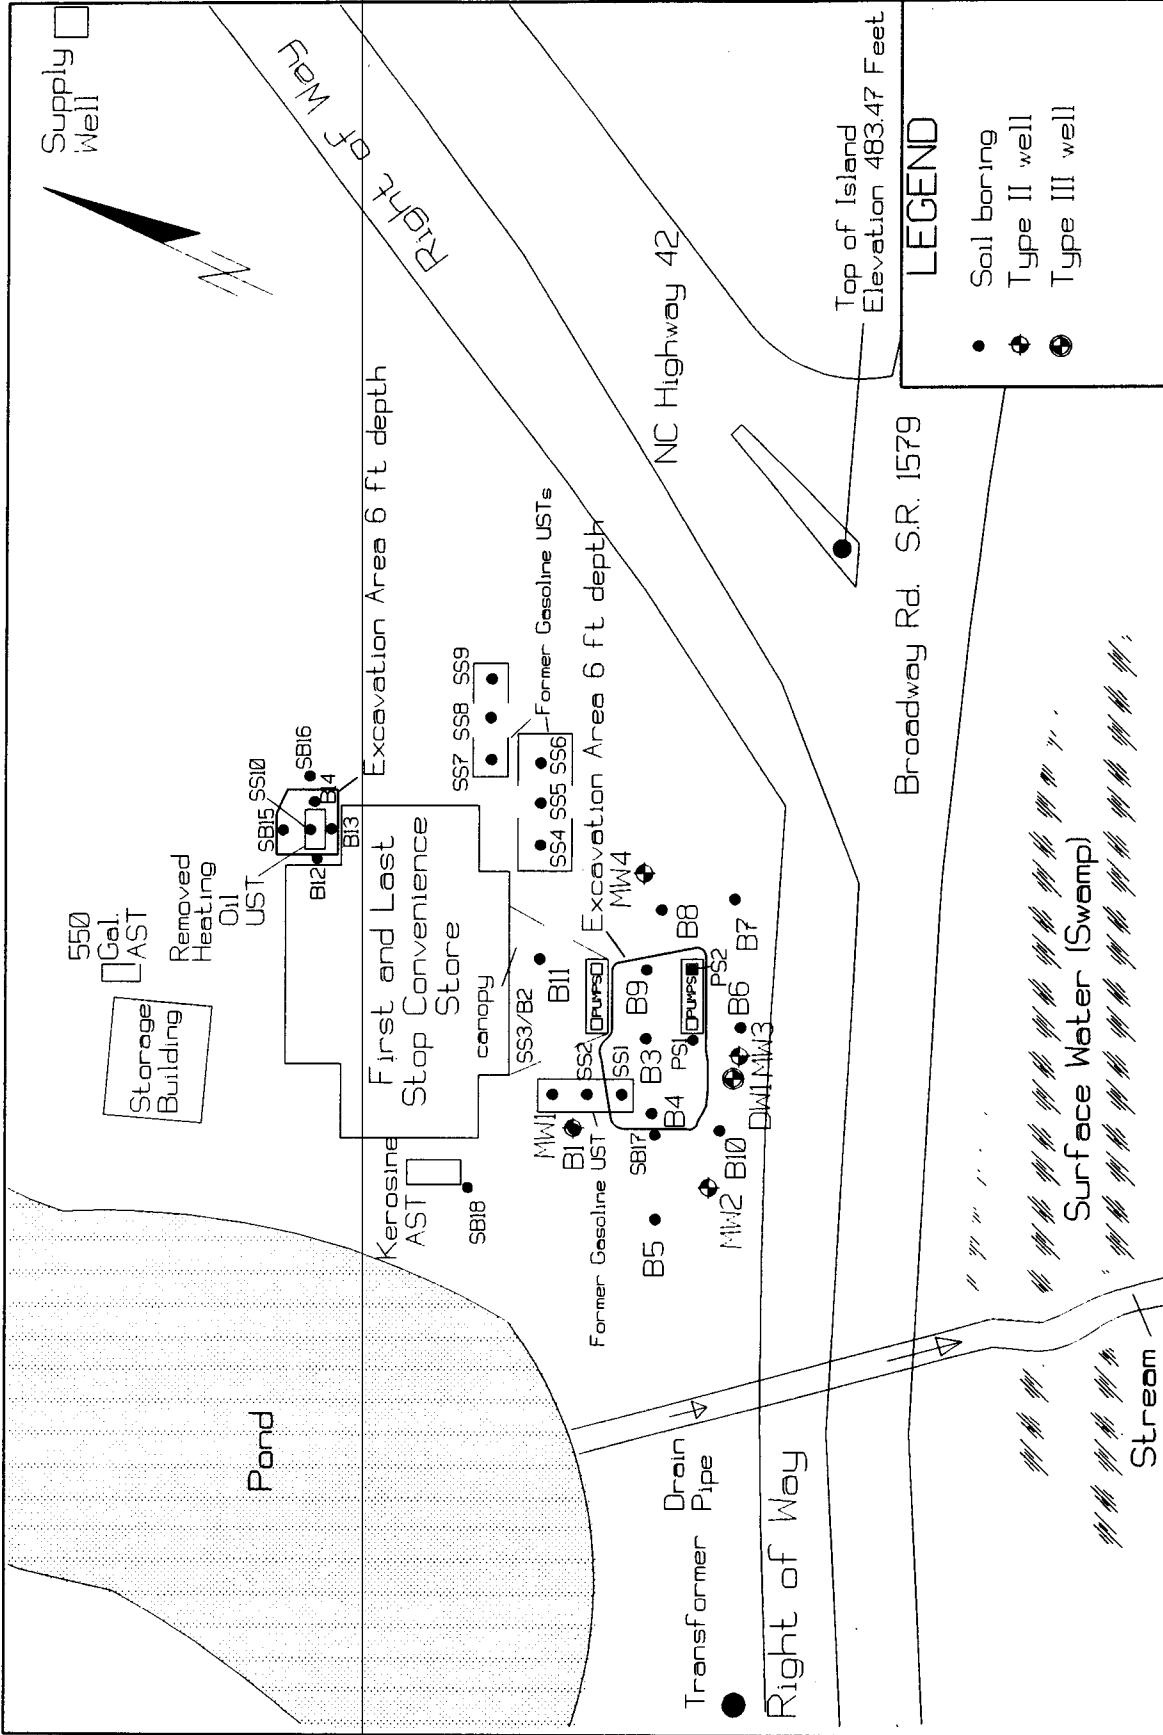 Supply
Well
N
Right of Way
550
Gal.
AST
Storage
Building
Removed
Heating
Oil
UST
SB15
SS10
SB16
B14
B13
B12
Excavation Area 6 ft depth
First and Last
Stop Convenience
Store
canopy
Kerosine
AST
SB18
Pond
SS7 SS8 SS9
Former Gasoline USTs
SS4 SS5 SS6
Excavation Area 6 ft depth
SS3/B2
B11
MW1
B1
SS2
SS1
Former Gasoline UST
PUMPS
PUMPS
MW4
B8
B7
B9
B3
B4
PS1
PS2
B6
SB17
B10
DW1
MW3
MW2
B5
NC Highway 42
Top of Island
Elevation 483.47 Feet
Broadway Rd. S.R. 1579
Drain
Pipe
Transformer
Right of Way
Surface Water (Swamp)
Stream
LEGEND
Soil boring
Type II well
Type III well